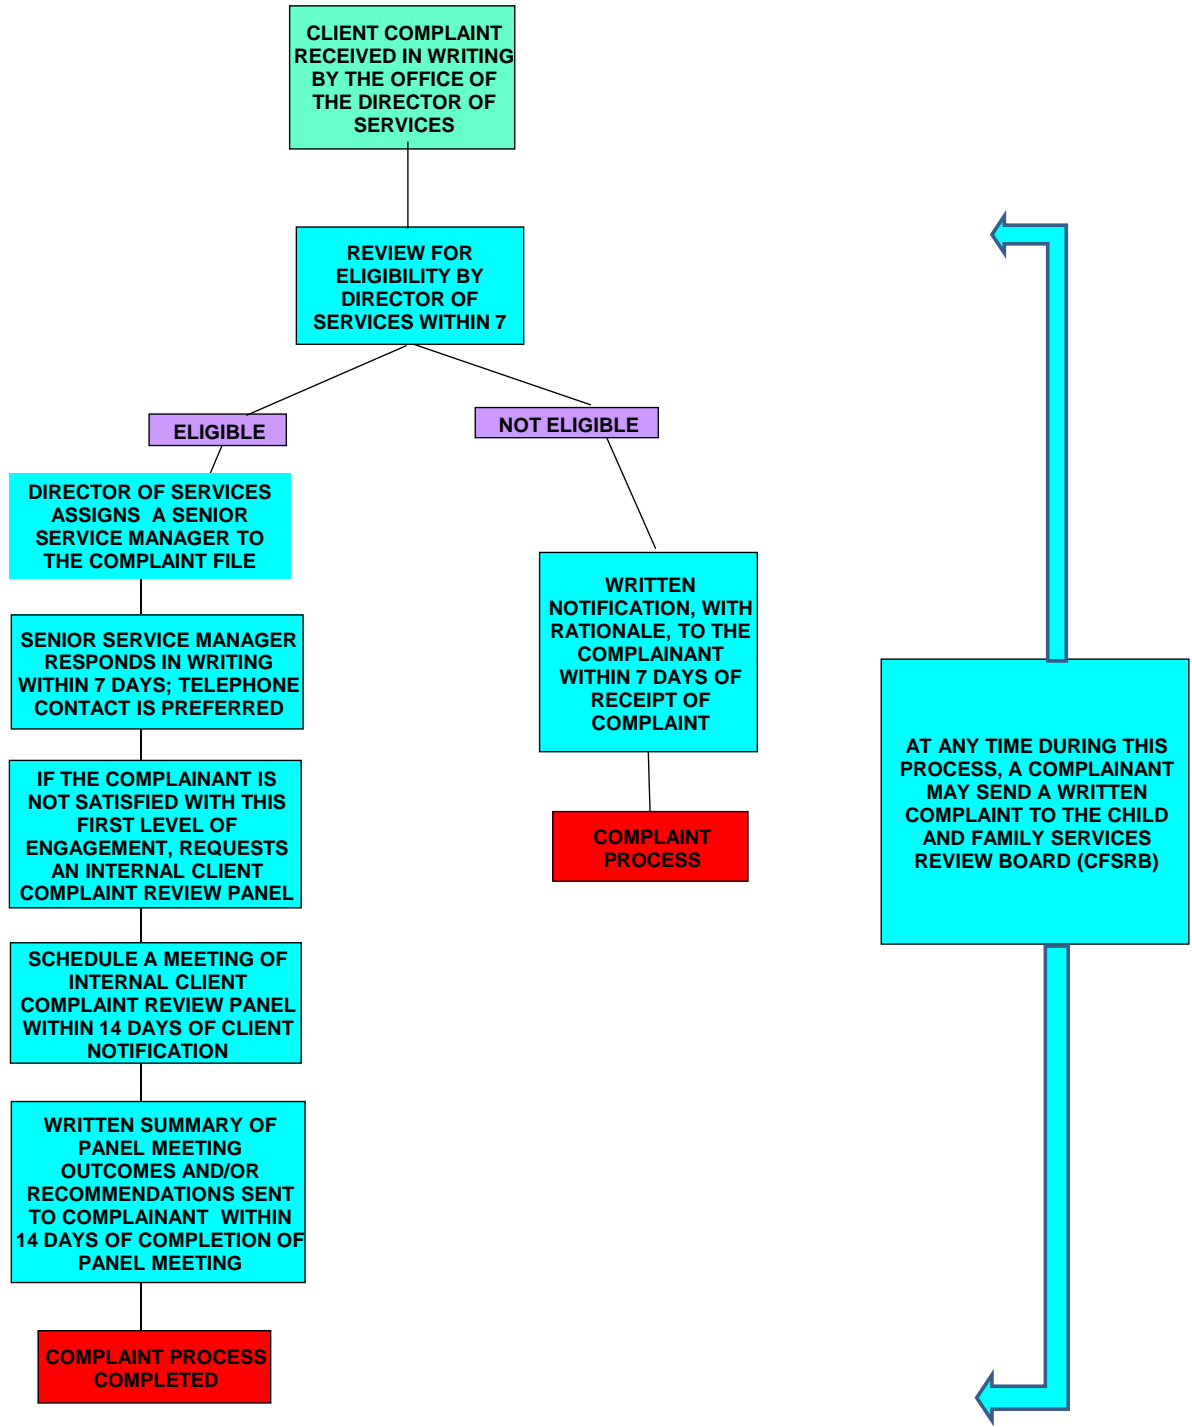 CLIENT COMPLAINT
RECEIVED IN WRITING
BY THE OFFICE OF
THE DIRECTOR OF
SERVICES
REVIEW FOR
ELIGIBILITY BY
DIRECTOR OF
SERVICES WITHIN 7
ELIGIBLE
NOT ELIGIBLE
DIRECTOR OF SERVICES
ASSIGNS A SENIOR
SERVICE MANAGER TO
THE COMPLAINT FILE
SENIOR SERVICE MANAGER
RESPONDS IN WRITING
WITHIN 7 DAYS; TELEPHONE
CONTACT IS PREFERRED
IF THE COMPLAINANT IS
NOT SATISFIED WITH THIS
FIRST LEVEL OF
ENGAGEMENT, REQUESTS
AN INTERNAL CLIENT
COMPLAINT REVIEW PANEL
SCHEDULE A MEETING OF
INTERNAL CLIENT
COMPLAINT REVIEW PANEL
WITHIN 14 DAYS OF CLIENT
NOTIFICATION
WRITTEN SUMMARY OF
PANEL MEETING
OUTCOMES AND/OR
RECOMMENDATIONS SENT
TO COMPLAINANT WITHIN
14 DAYS OF COMPLETION OF
PANEL MEETING
COMPLAINT PROCESS
COMPLETED
WRITTEN
NOTIFICATION, WITH
RATIONALE, TO THE
COMPLAINANT
WITHIN 7 DAYS OF
RECEIPT OF
COMPLAINT
COMPLAINT
PROCESS
AT ANY TIME DURING THIS
PROCESS, A COMPLAINANT
MAY SEND A WRITTEN
COMPLAINT TO THE CHILD
AND FAMILY SERVICES
REVIEW BOARD (CFSRB)